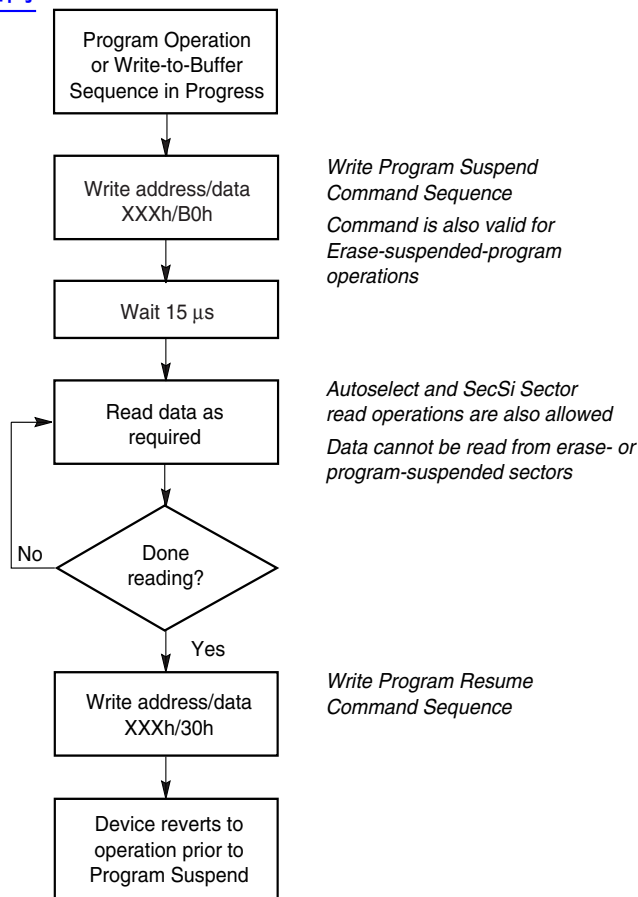 Program Operation
or Write-to-Buffer
Sequence in Progress
Write address/data
XXXh/B0h
Write Program Suspend
Command Sequence
Command is also valid for
Erase-suspended-program
operations
Wait 15 μs
Read data as
required
Autoselect and SecSi Sector
read operations are also allowed
Data cannot be read from erase- or
program-suspended sectors
No
Done
reading?
Yes
Write address/data
XXXh/30h
Write Program Resume
Command Sequence
Device reverts to
operation prior to
Program Suspend